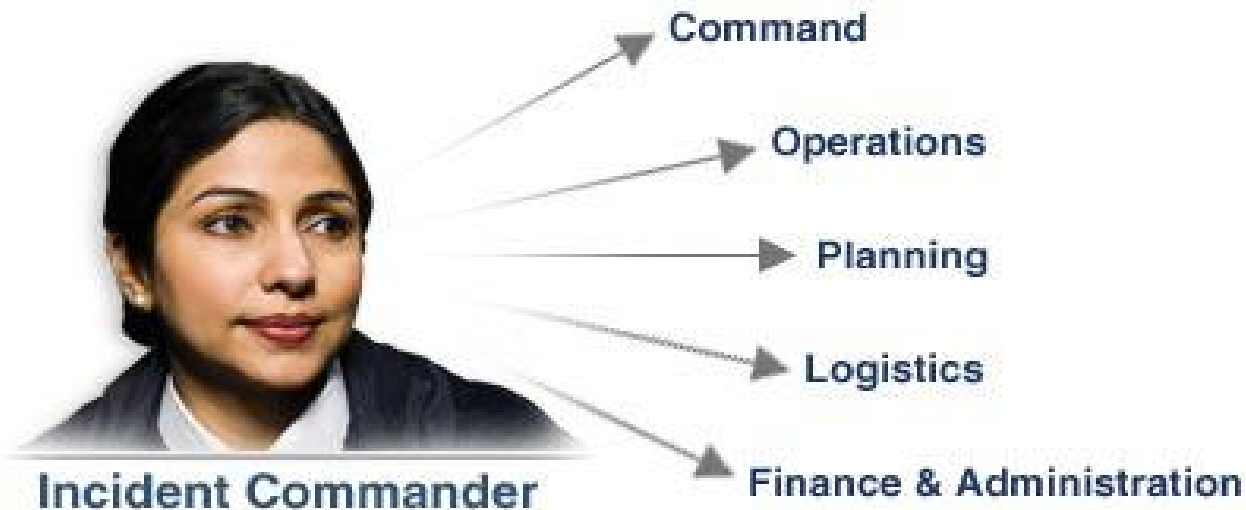 Command
Operations
Planning
Logistics
Finance & Administration
Incident Commander